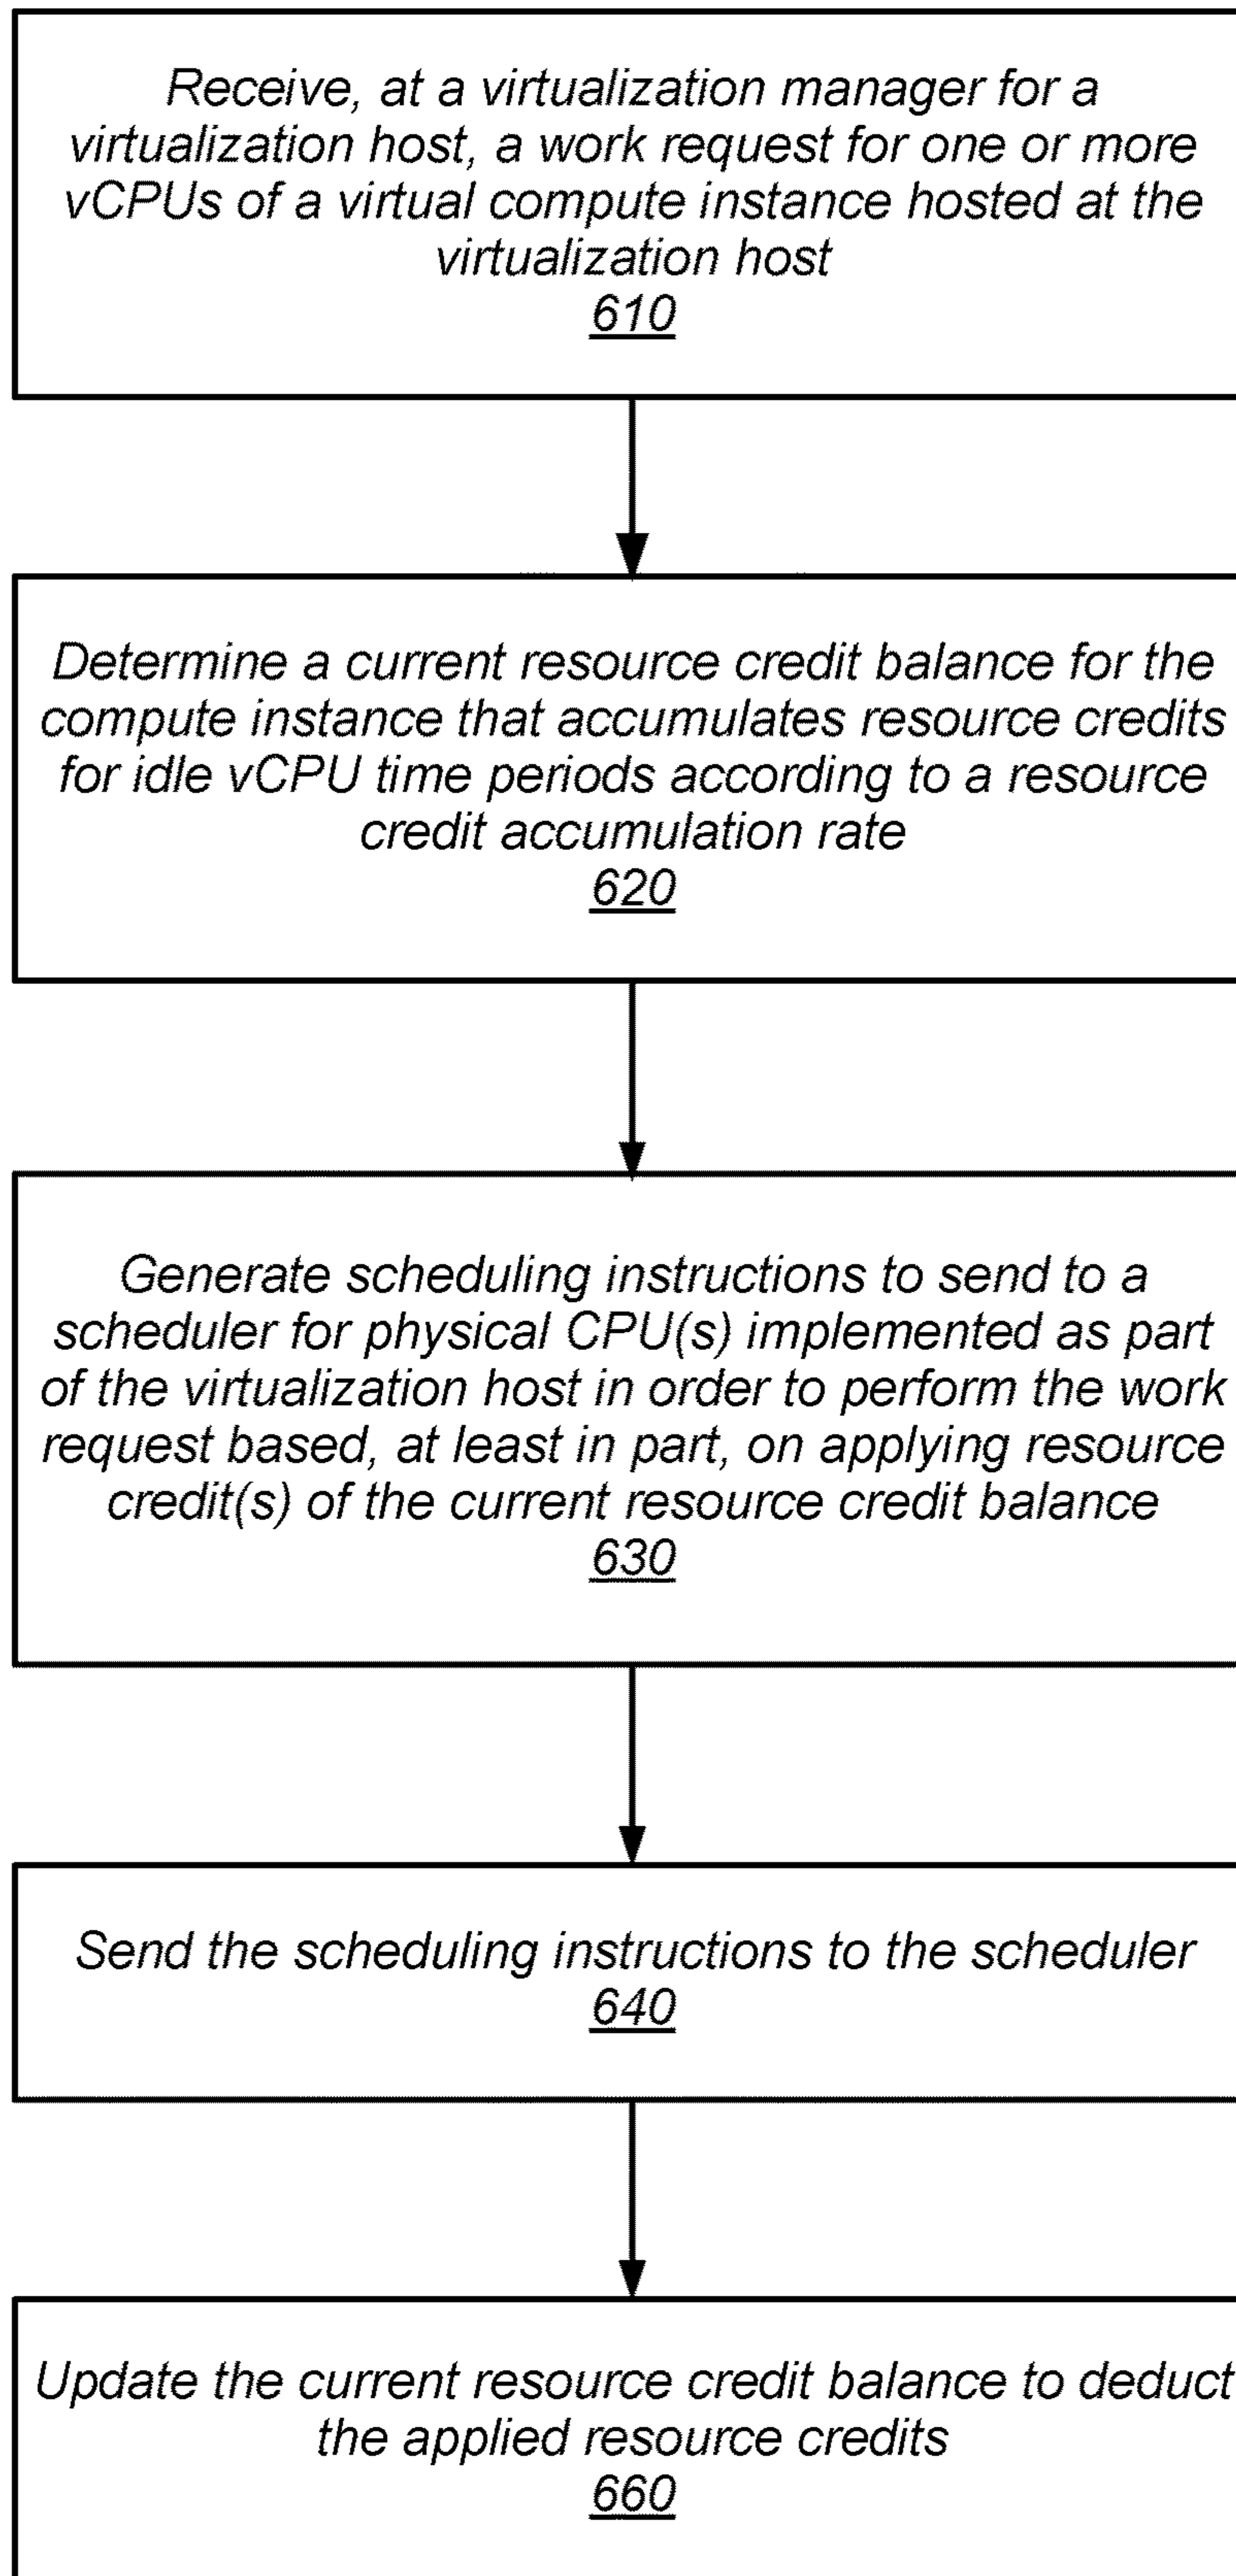 Receive, at a virtualization manager for a
virtualization host, a work request for one or more
vCPUs of a virtual compute instance hosted at the
virtualization host
610
Determine a current resource credit balance for the
compute instance that accumulates resource credits
for idle vCPU time periods according to a resource
credit accumulation rate
620
Generate scheduling instructions to send to a
scheduler for physical CPU(s) implemented as part
of the virtualization host in order to perform the work
request based, at least in part, on applying resource
credit(s) of the current resource credit balance
630
Send the scheduling instructions to the scheduler
640
Update the current resource credit balance to deduct
the applied resource credits
660